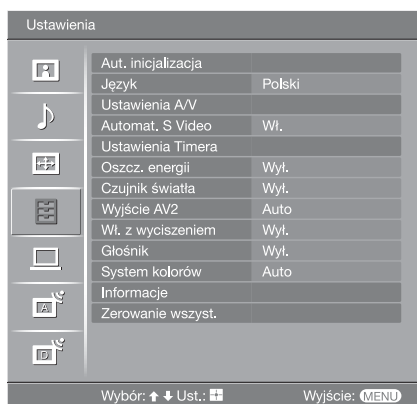 Ustawienia
Aut. inicjalizacja
Język Polski
Ustawienia A/V
Automat. S Video Wł.
Ustawienia Timera
Oszcz. energii Wył.
Czujnik światła Wył.
Wyjście AV2 Auto
Wł. z wyciszeniem Wył.
Głośnik Wył.
System kolorów Auto
Informacje
A
Zerowanie wszyst.
D
Wybór: ↑ ↓ Ust.: Wyjście: MENU